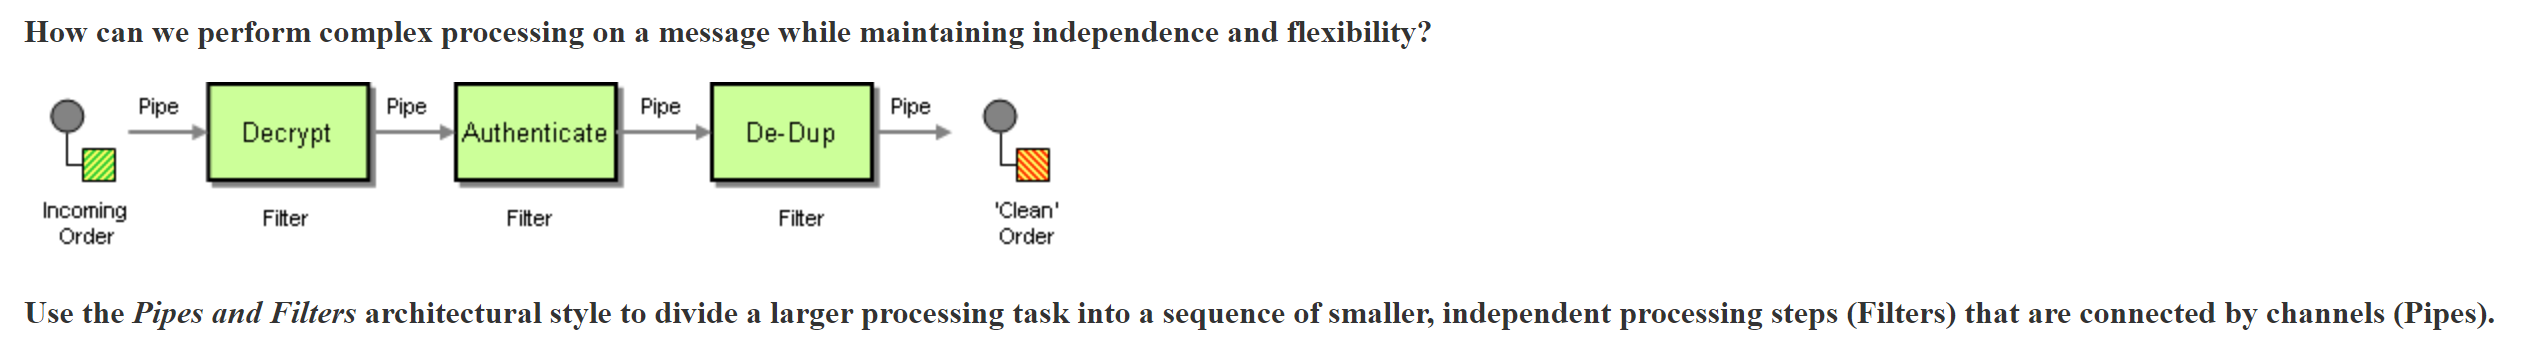 How can we perform complex processing on a message while maintaining independence and flexibility?
Pipe Pipe Pipe Pipe
Decrypt Authenticate De-Dup
Incoming Order
Filter Filter Filter
'Clean' Order
Use the Pipes and Filters architectural style to divide a larger processing task into a sequence of smaller, independent processing steps (Filters) that are connected by channels (Pipes).